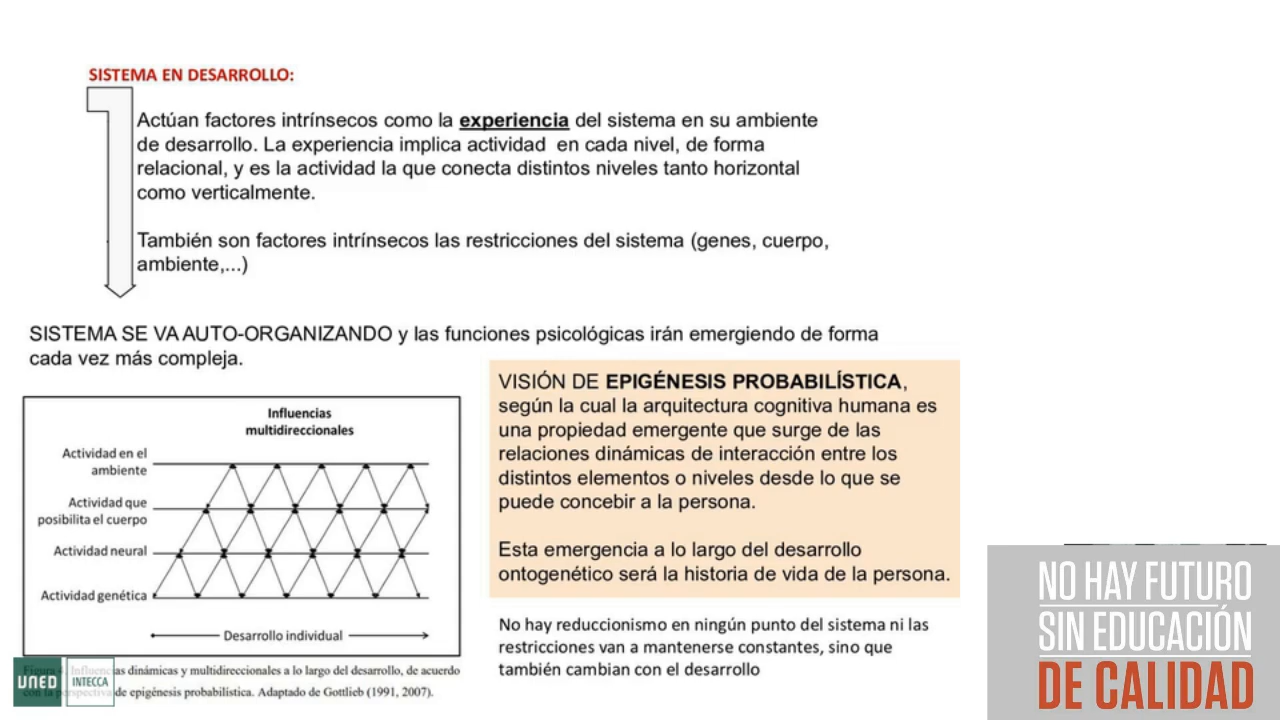 SISTEMA EN DESARROLLO:
Actúan factores intrínsecos como la experiencia del sistema en su ambiente
de desarrollo. La experiencia implica actividad en cada nivel, de forma
relacional, y es la actividad la que conecta distintos niveles tanto horizontal
como verticalmente.
También son factores intrínsecos las restricciones del sistema (genes, cuerpo,
ambiente,...)
SISTEMA SE VA AUTO-ORGANIZANDO y las funciones psicológicas irán emergiendo de forma
cada vez más compleja.
Influencias
multidireccionales
Actividad en el
ambiente
Actividad que
posibilita el cuerpo
Actividad neural
Actividad genética
Desarrollo individual
Influencias dinámicas y multidireccionales a lo largo del desarrollo, de acuerdo
con la perspectiva de epigénesis probabilística. Adaptado de Gottlieb (1991, 2007).
UNED
INTECCA
VISIÓN DE EPIGÉNESIS PROBABILÍSTICA,
según la cual la arquitectura cognitiva humana es
una propiedad emergente que surge de las
relaciones dinámicas de interacción entre los
distintos elementos o niveles desde lo que se
puede concebir a la persona.
Esta emergencia a lo largo del desarrollo
ontogenético será la historia de vida de la persona.
No hay reduccionismo en ningún punto del sistema ni las
restricciones van a mantenerse constantes, sino que
también cambian con el desarrollo
NO HAY FUTURO
SIN EDUCACIÓN
DE CALIDAD